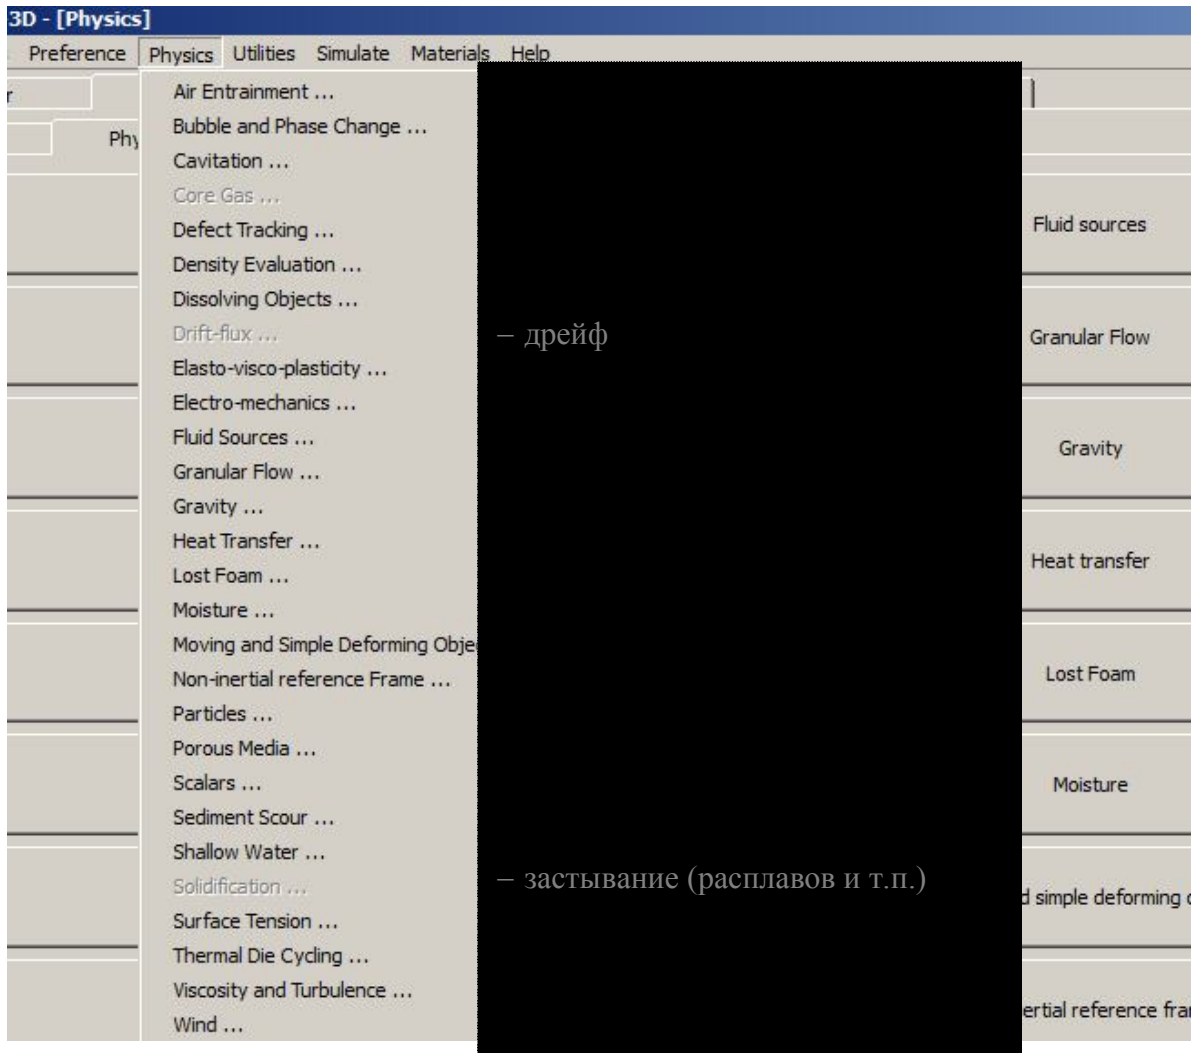 3D - [Physics]
Preference Physics Utilities Simulate Materials Help
r
Phy
Air Entrainment ...
Bubble and Phase Change ...
Cavitation ...
Core Gas ...
Defect Tracking ...
Density Evaluation ...
Dissolving Objects ...
Drift-flux ... – дрейф
Elasto-visco-plasticity ...
Electro-mechanics ...
Fluid Sources ...
Granular Flow ...
Gravity ...
Heat Transfer ...
Lost Foam ...
Moisture ...
Moving and Simple Deforming Obje
Non-inertial reference Frame ...
Particles ...
Porous Media ...
Scalars ...
Sediment Scour ...
Shallow Water ...
Solidification ... – застывание (расплавов и т.п.)
Surface Tension ...
Thermal Die Cycling ...
Viscosity and Turbulence ...
Wind ...
Fluid sources
Granular Flow
Gravity
Heat transfer
Lost Foam
Moisture
d simple deforming
ertial reference fra